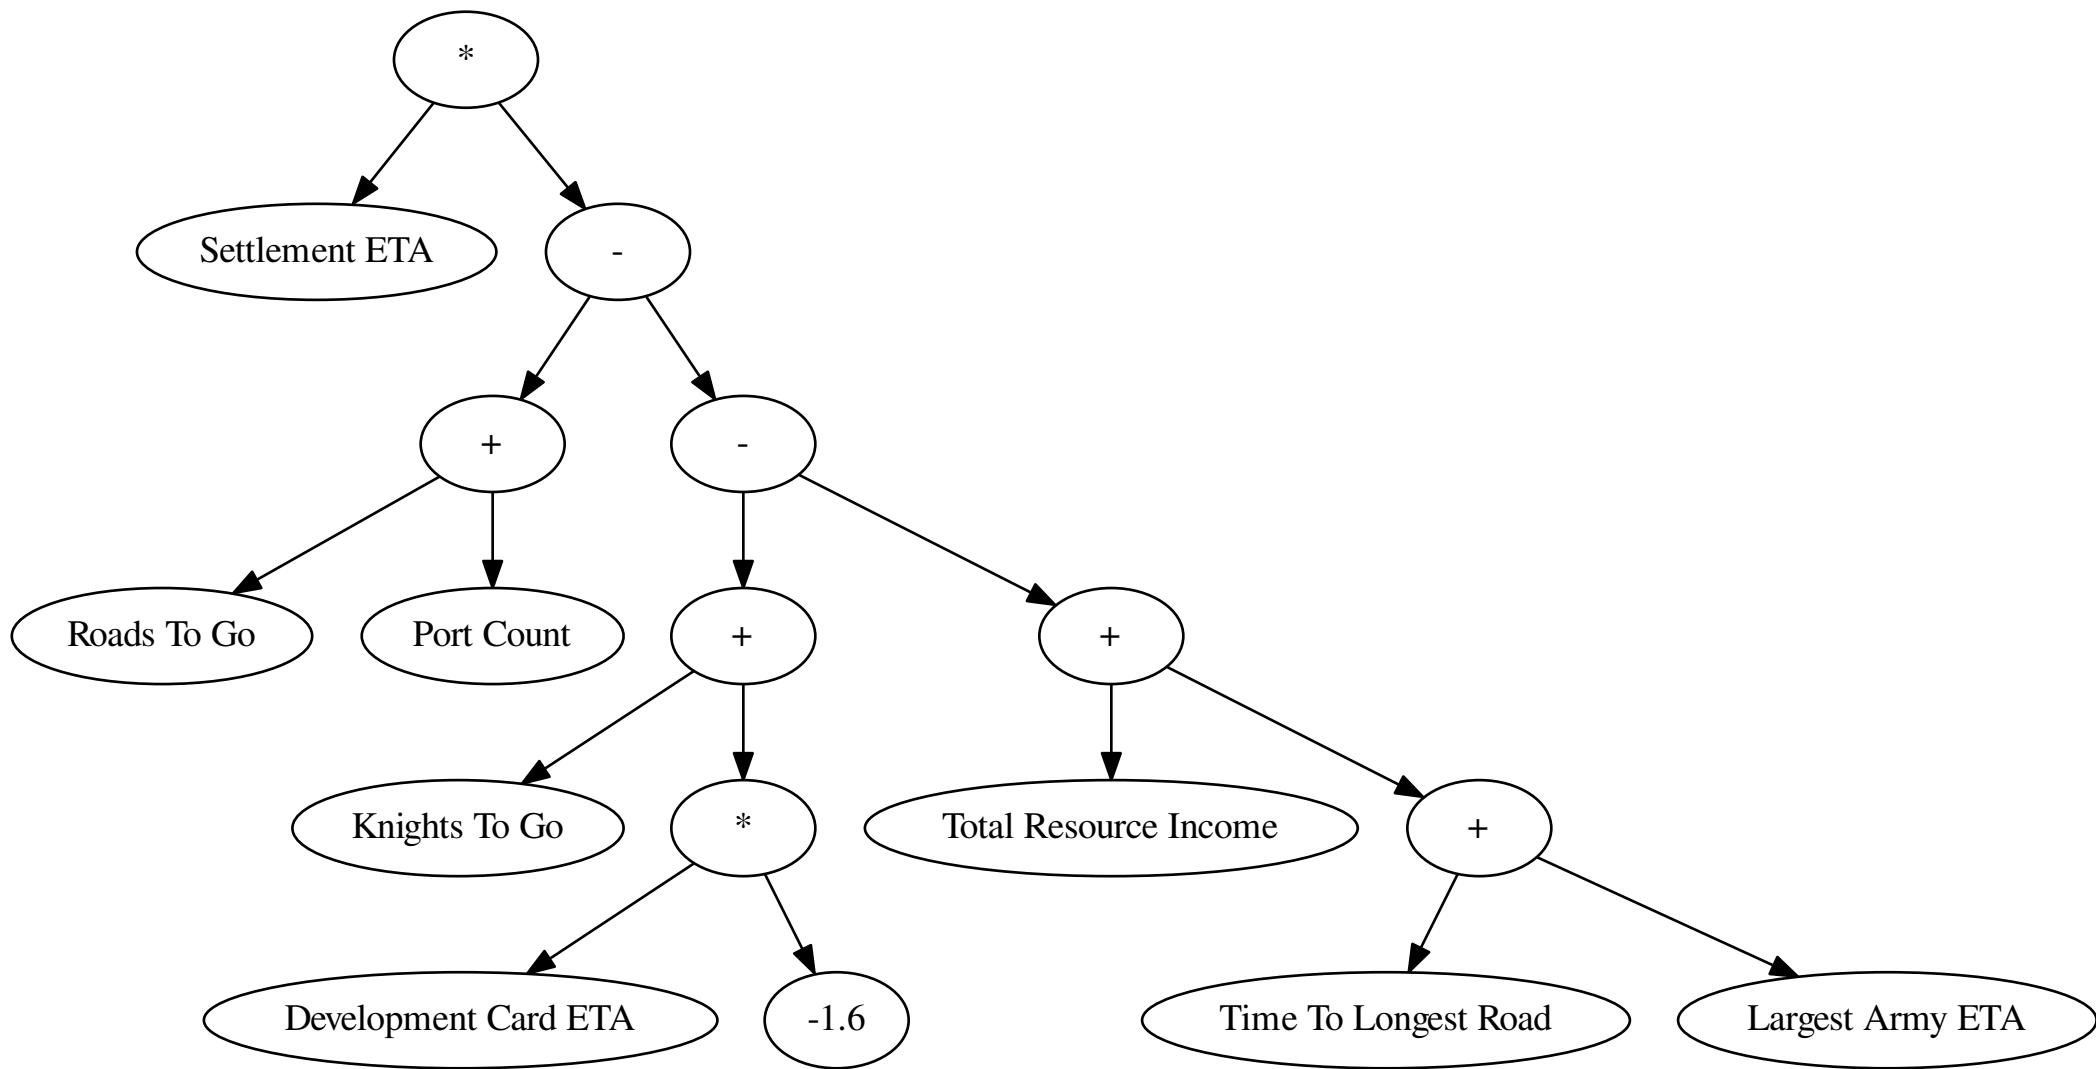 *
Settlement ETA
-
+
-
Roads To Go
Port Count
+
+
Knights To Go
*
Total Resource Income
+
Development Card ETA
-1.6
Time To Longest Road
Largest Army ETA